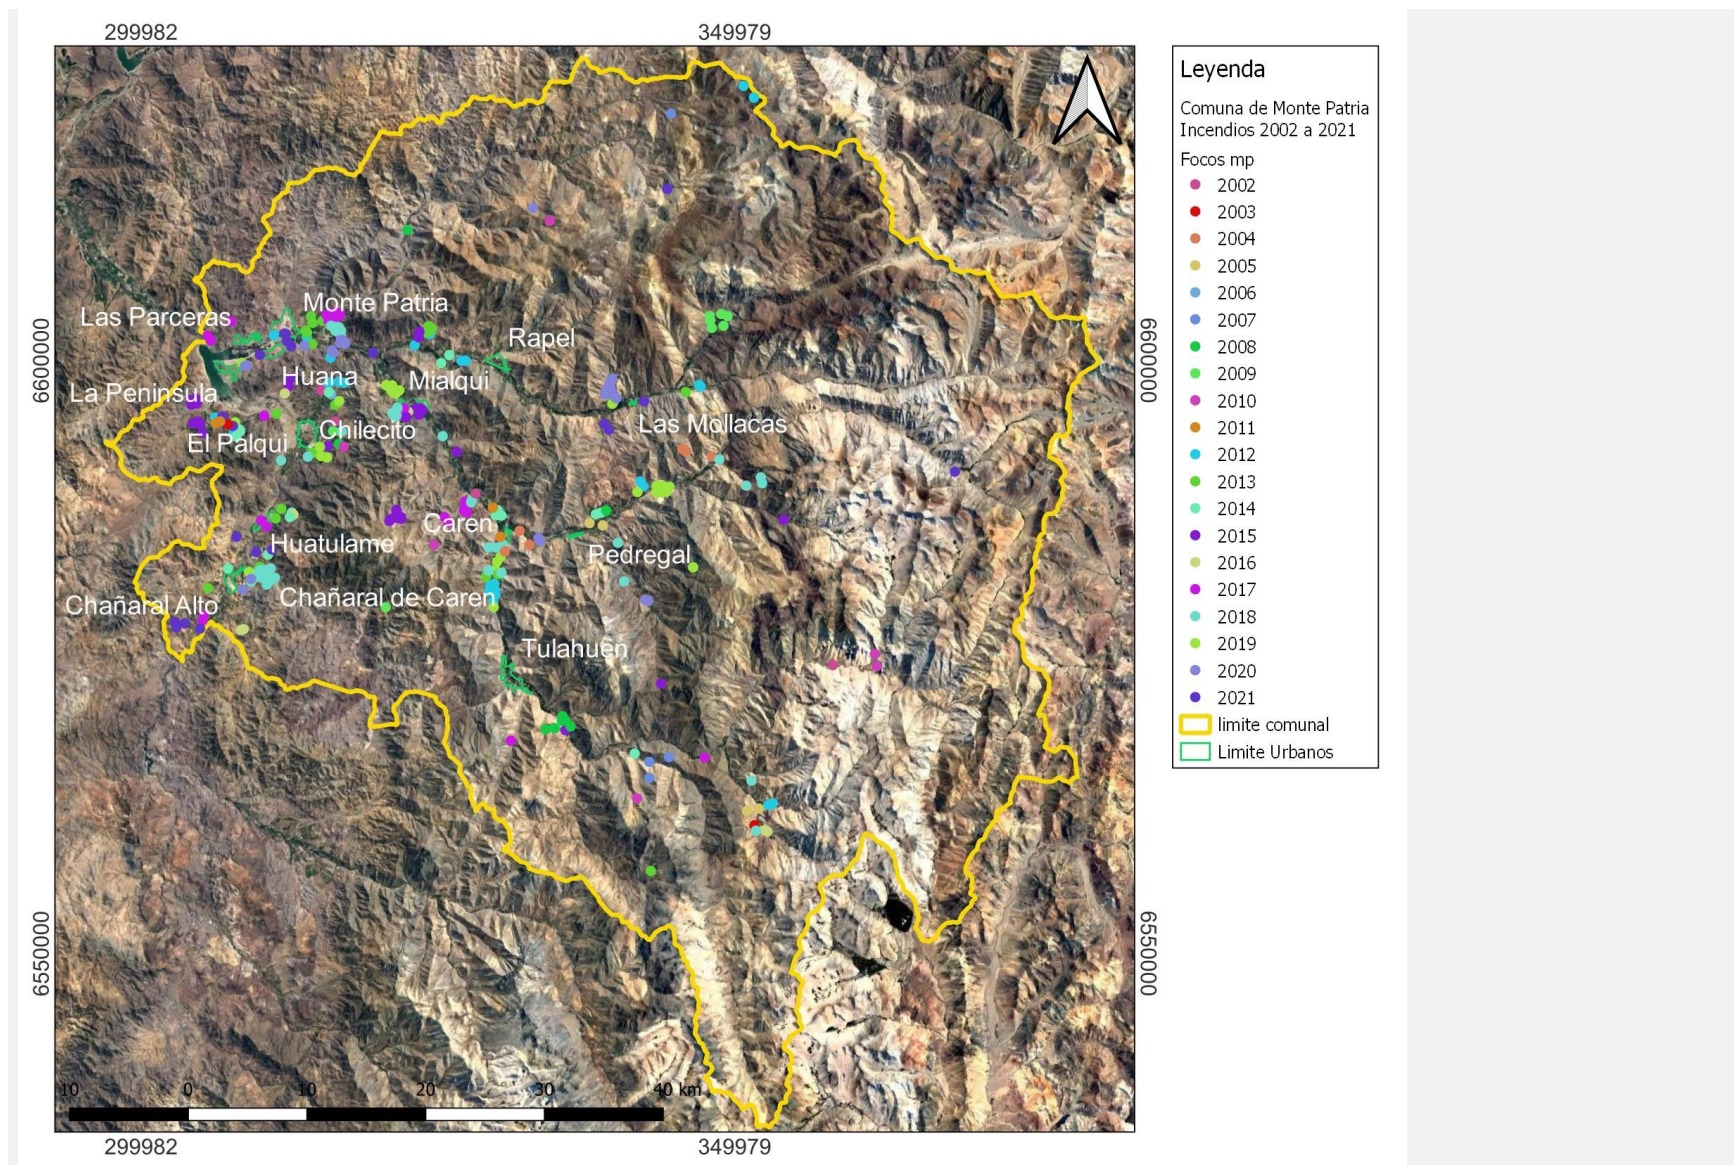 299982
349979
Leyenda
Comuna de Monte Patria
Incendios 2002 a 2021
Focos mp
2002
2003
2004
2005
2006
2007
2008
2009
2010
2011
2012
2013
2014
2015
2016
2017
2018
2019
2020
2021
limite comunal
Limite Urbanos
Monte Patria
Las Parceras
Rapel
6600000
6600000
Huana
Mialqui
La Peninsula
Las Mollacas
Chilecito
El Palqui
Caren
Huatulame
Pedregal
Chañaral de Caren
Chañaral Alto
Tulahuen
6550000
6550000
10 0 10 20 30 40 km
299982
349979